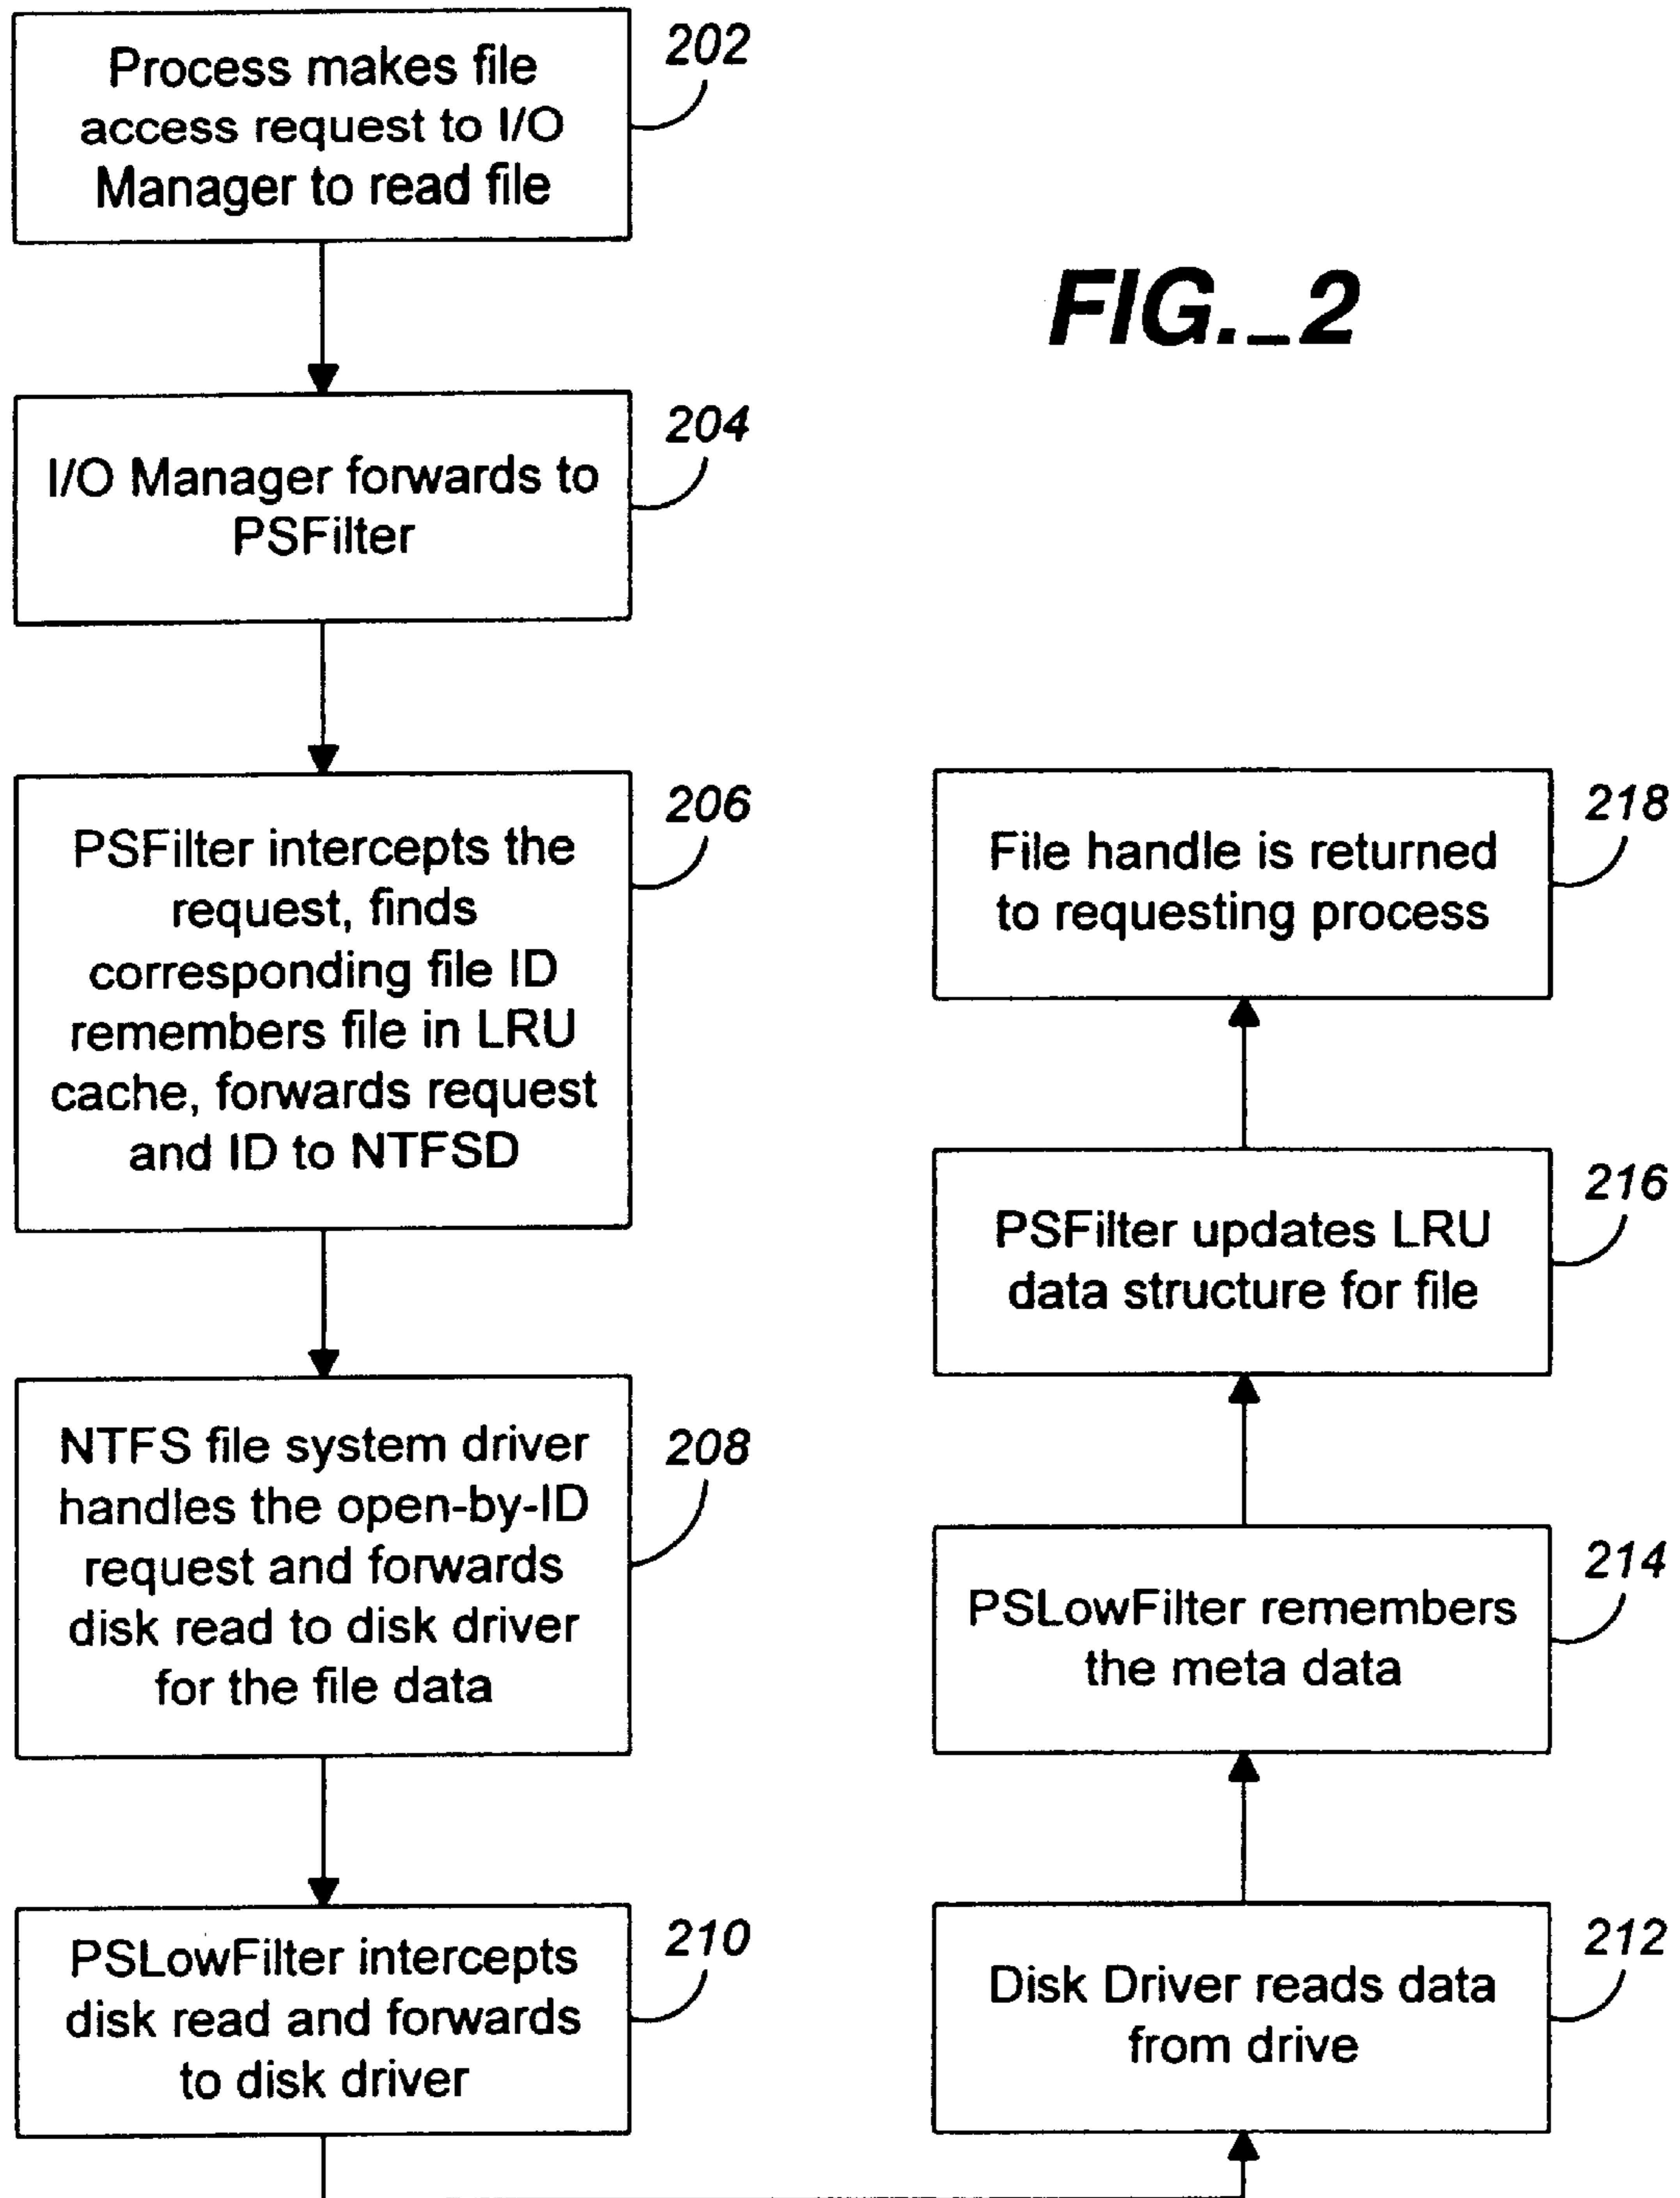 Process makes file
access request to I/O
Manager to read file
202
FIG._2
I/O Manager forwards to
PSFilter
204
PSFilter intercepts the
request, finds
corresponding file ID
remembers file in LRU
cache, forwards request
and ID to NTFSD
206
NTFS file system driver
handles the open-by-ID
request and forwards
disk read to disk driver
for the file data
208
PSLowFilter intercepts
disk read and forwards
to disk driver
210
Disk Driver reads data
from drive
212
PSLowFilter remembers
the meta data
214
PSFilter updates LRU
data structure for file
216
File handle is returned
to requesting process
218